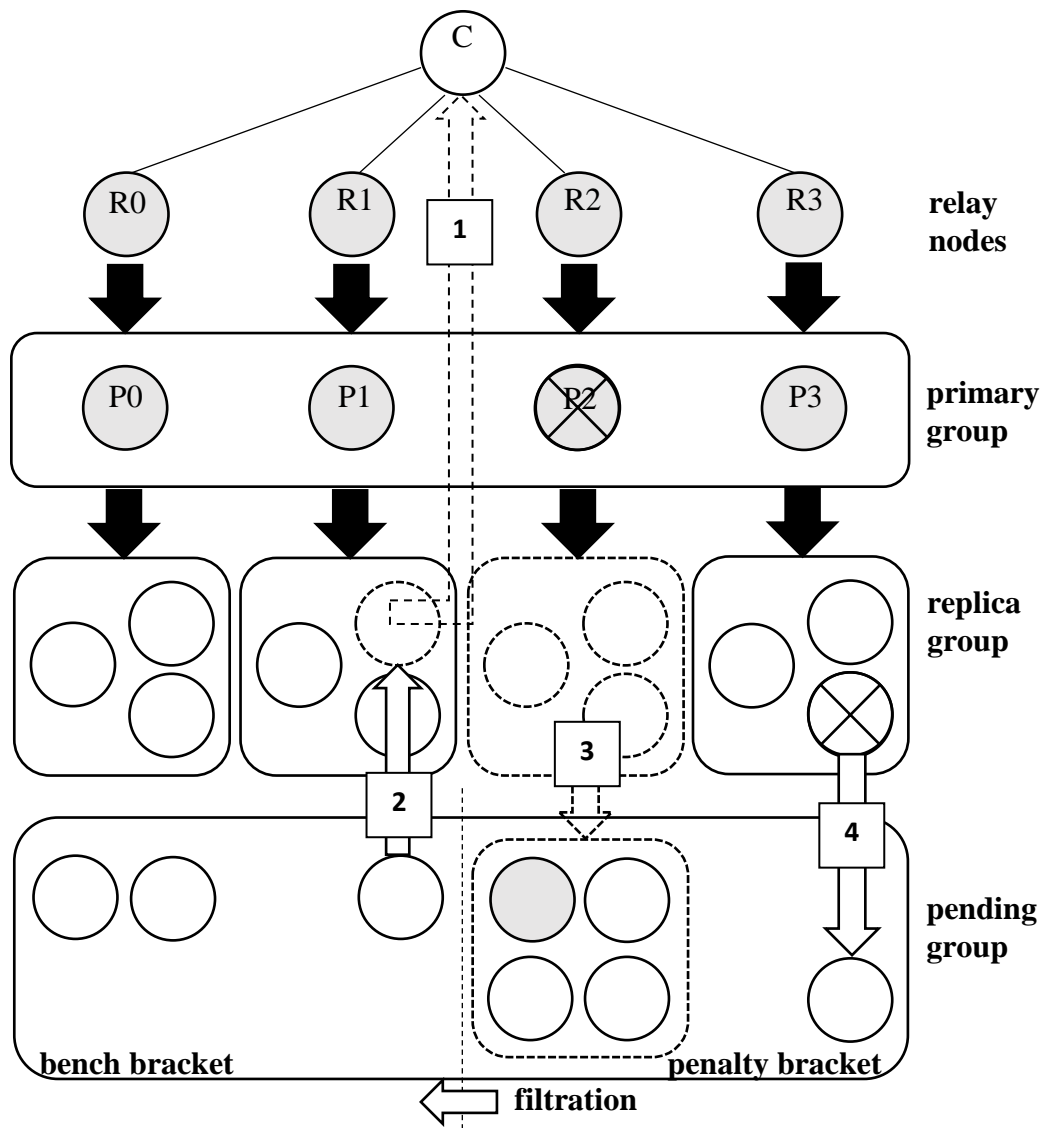 C
R0 R1 R2 R3
relay
nodes
1
P0 P1 P2 P3
primary
group
replica
group
3
2
4
pending
group
bench bracket penalty bracket
filtration